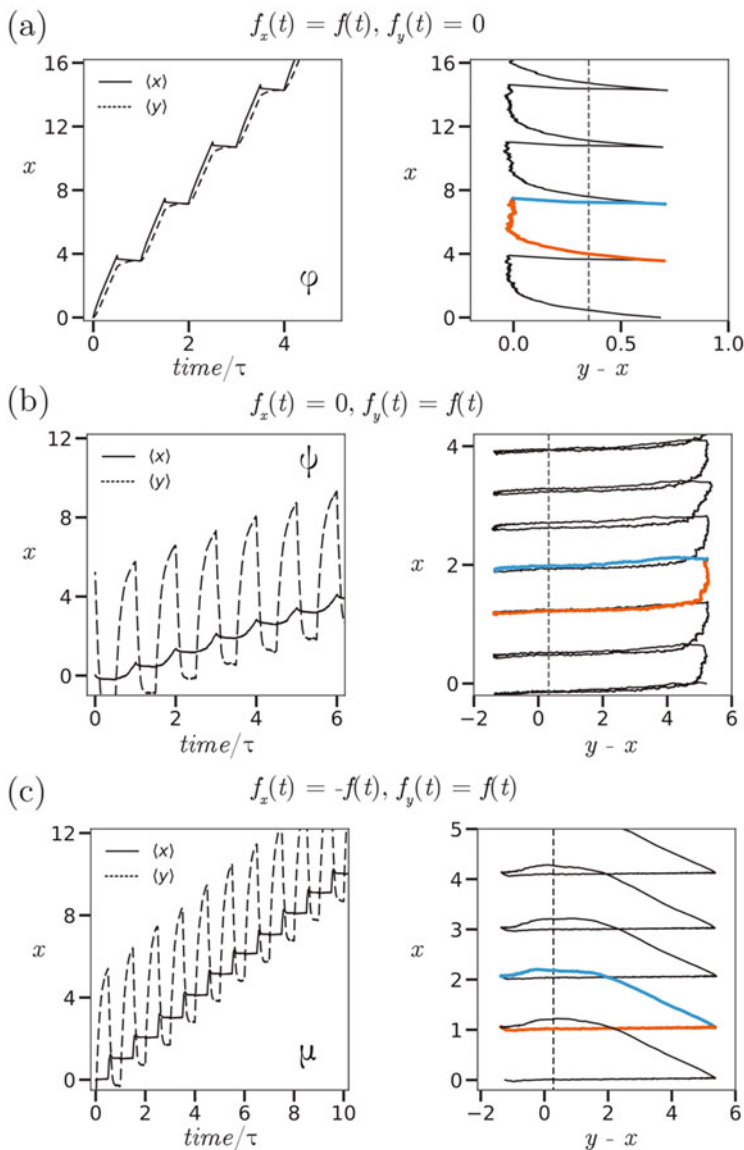 (a)
f_x(t) = f(t), f_y(t) = 0
16
12
8
4
0
x
⟨x⟩
⟨y⟩
φ
0 2 4
time/τ
16
12
8
4
0
x
0.0 0.5 1.0
y - x
(b)
f_x(t) = 0, f_y(t) = f(t)
12
8
4
0
x
⟨x⟩
⟨y⟩
ψ
0 2 4 6
time/τ
4
2
0
x
−2 0 2 4 6
y - x
(c)
f_x(t) = -f(t), f_y(t) = f(t)
12
8
4
0
x
⟨x⟩
⟨y⟩
μ
0 2 4 6 8 10
time/τ
5
4
3
2
1
0
x
−2 0 2 4 6
y - x